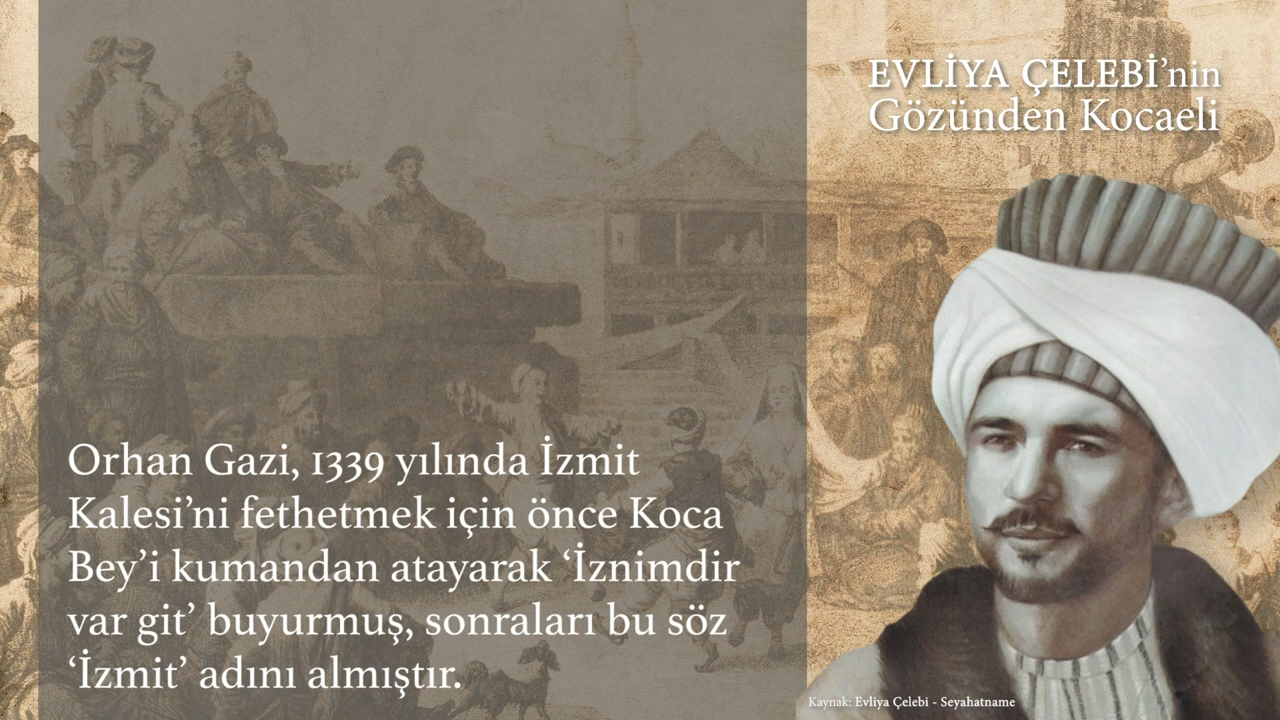 EVLİYA ÇELEBİ’nin
Gözünden Kocaeli
Orhan Gazi, 1339 yılında İzmit
Kalesi’ni fethetmek için önce Koca
Bey’i kumandan atayarak ‘İznimdir
var git’ buyurmuş, sonraları bu söz
‘İzmit’ adını almıştır.
Kaynak: Evliya Çelebi - Seyahatname